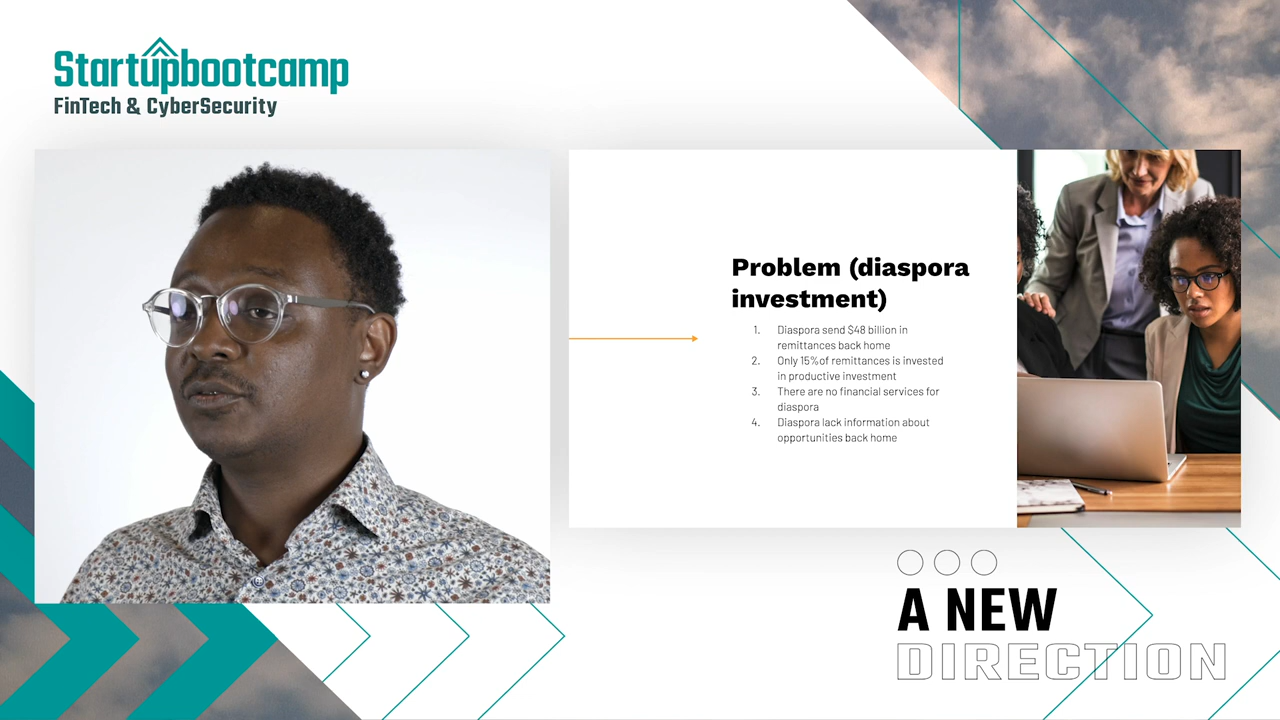 Startupbootcamp
FinTech & CyberSecurity
Problem (diaspora
investment)
1. Diaspora send $48 billion in
remittances back home
2. Only 15%of remittances is invested
in productive investment
3. There are no financial services for
diaspora
4. Diaspora lack information about
opportunities back home
A NEW
DIRECTION